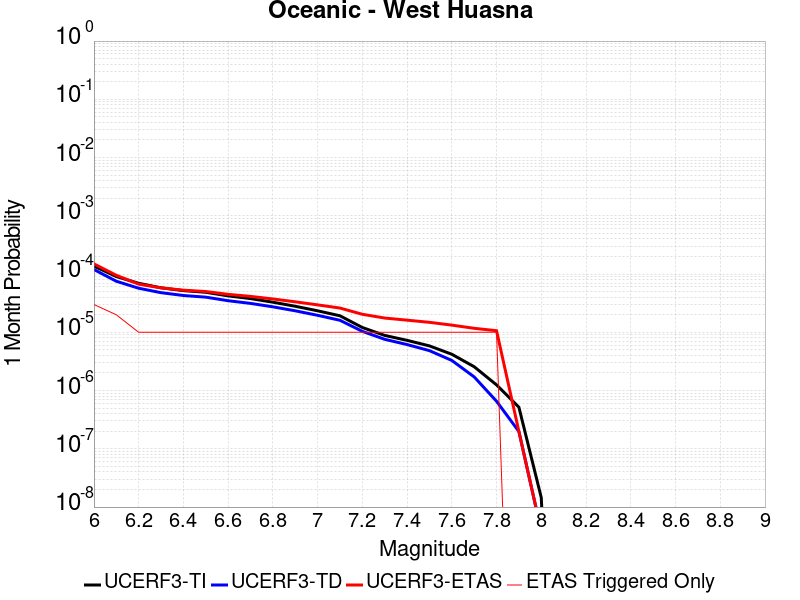 Oceanic - West Huasna
10^0
10^-1
10^-2
10^-3
10^-4
10^-5
10^-6
10^-7
10^-8
1 Month Probability
6 6.2 6.4 6.6 6.8 7 7.2 7.4 7.6 7.8 8 8.2 8.4 8.6 8.8 9
Magnitude
UCERF3-TI UCERF3-TD UCERF3-ETAS ETAS Triggered Only